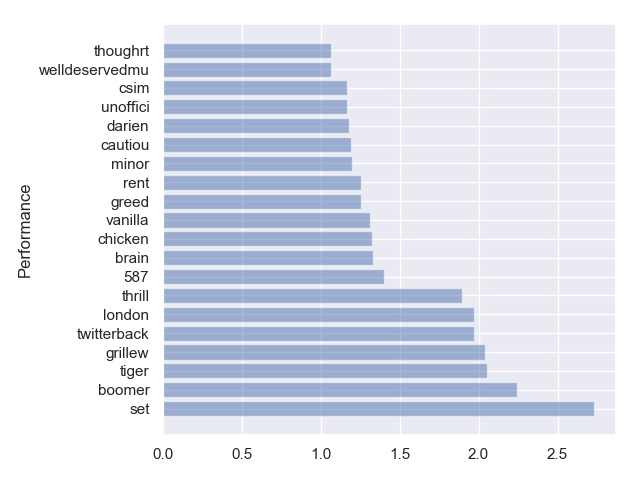 thoughrt
welldeservedmu
csim
unoffici
darien
cautiou
minor
rent
greed
vanilla
chicken
brain
587
thrill
london
twitterback
grillew
tiger
boomer
set
Performance
0.0 0.5 1.0 1.5 2.0 2.5